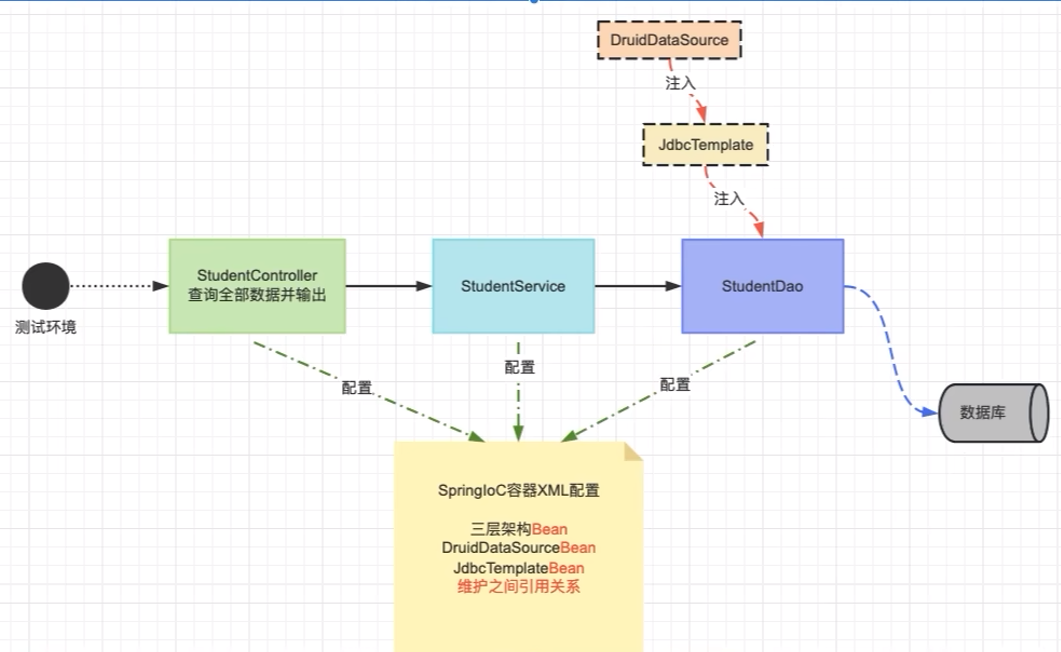 DruidDataSource
注入
JdbcTemplate
注入
StudentController
查询全部数据并输出
StudentService
StudentDao
测试环境
配置
配置
配置
数据库
SpringIoC容器XML配置
三层架构Bean
DruidDataSourceBean
JdbcTemplateBean
维护之间引用关系